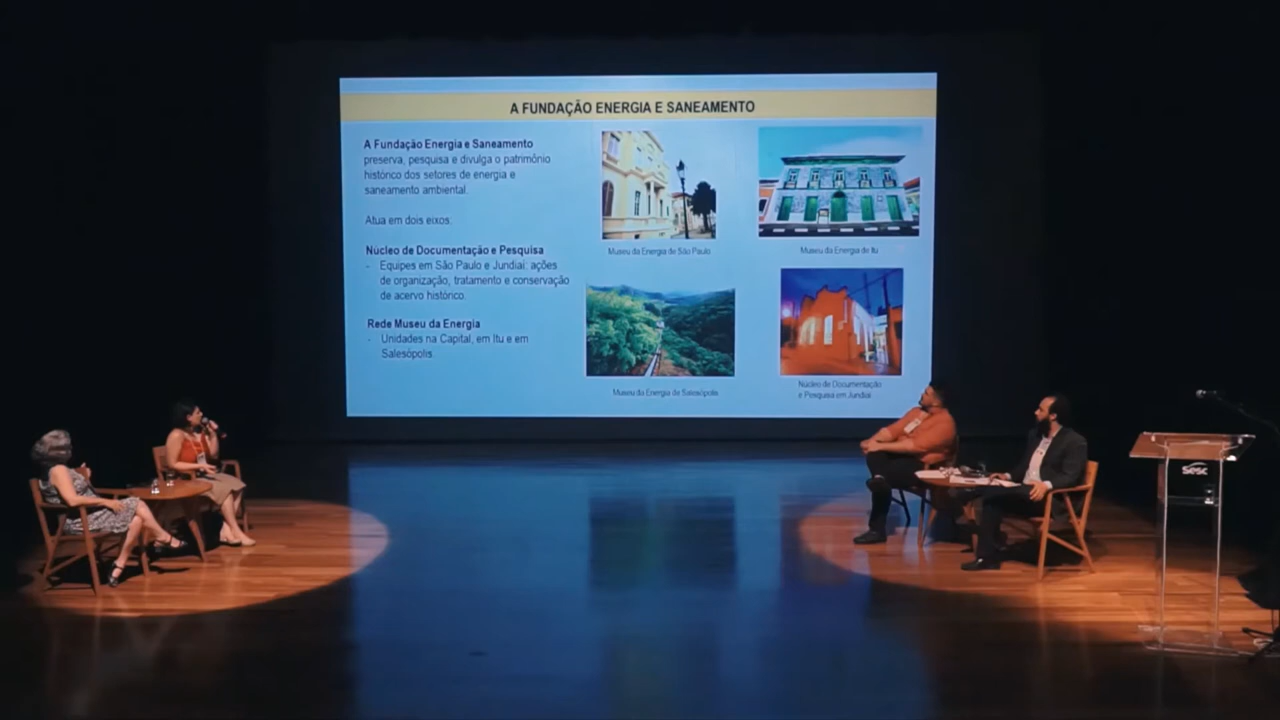 A FUNDAÇÃO ENERGIA E SANEAMENTO
A Fundação Energia e Saneamento
preserva, pesquisa e divulga o patrimônio
histórico dos setores de energia e
saneamento ambiental.
Atua em dois eixos:
Núcleo de Documentação e Pesquisa
- Equipes em São Paulo e Jundiaí: ações
de organização, tratamento e conservação
de acervo histórico.
Rede Museu da Energia
- Unidades na Capital, em Itu e em
Salesópolis.
Museu da Energia de São Paulo
Museu da Energia de Itu
Museu da Energia de Salesópolis
Núcleo de Documentação
e Pesquisa em Jundiaí
Sesc